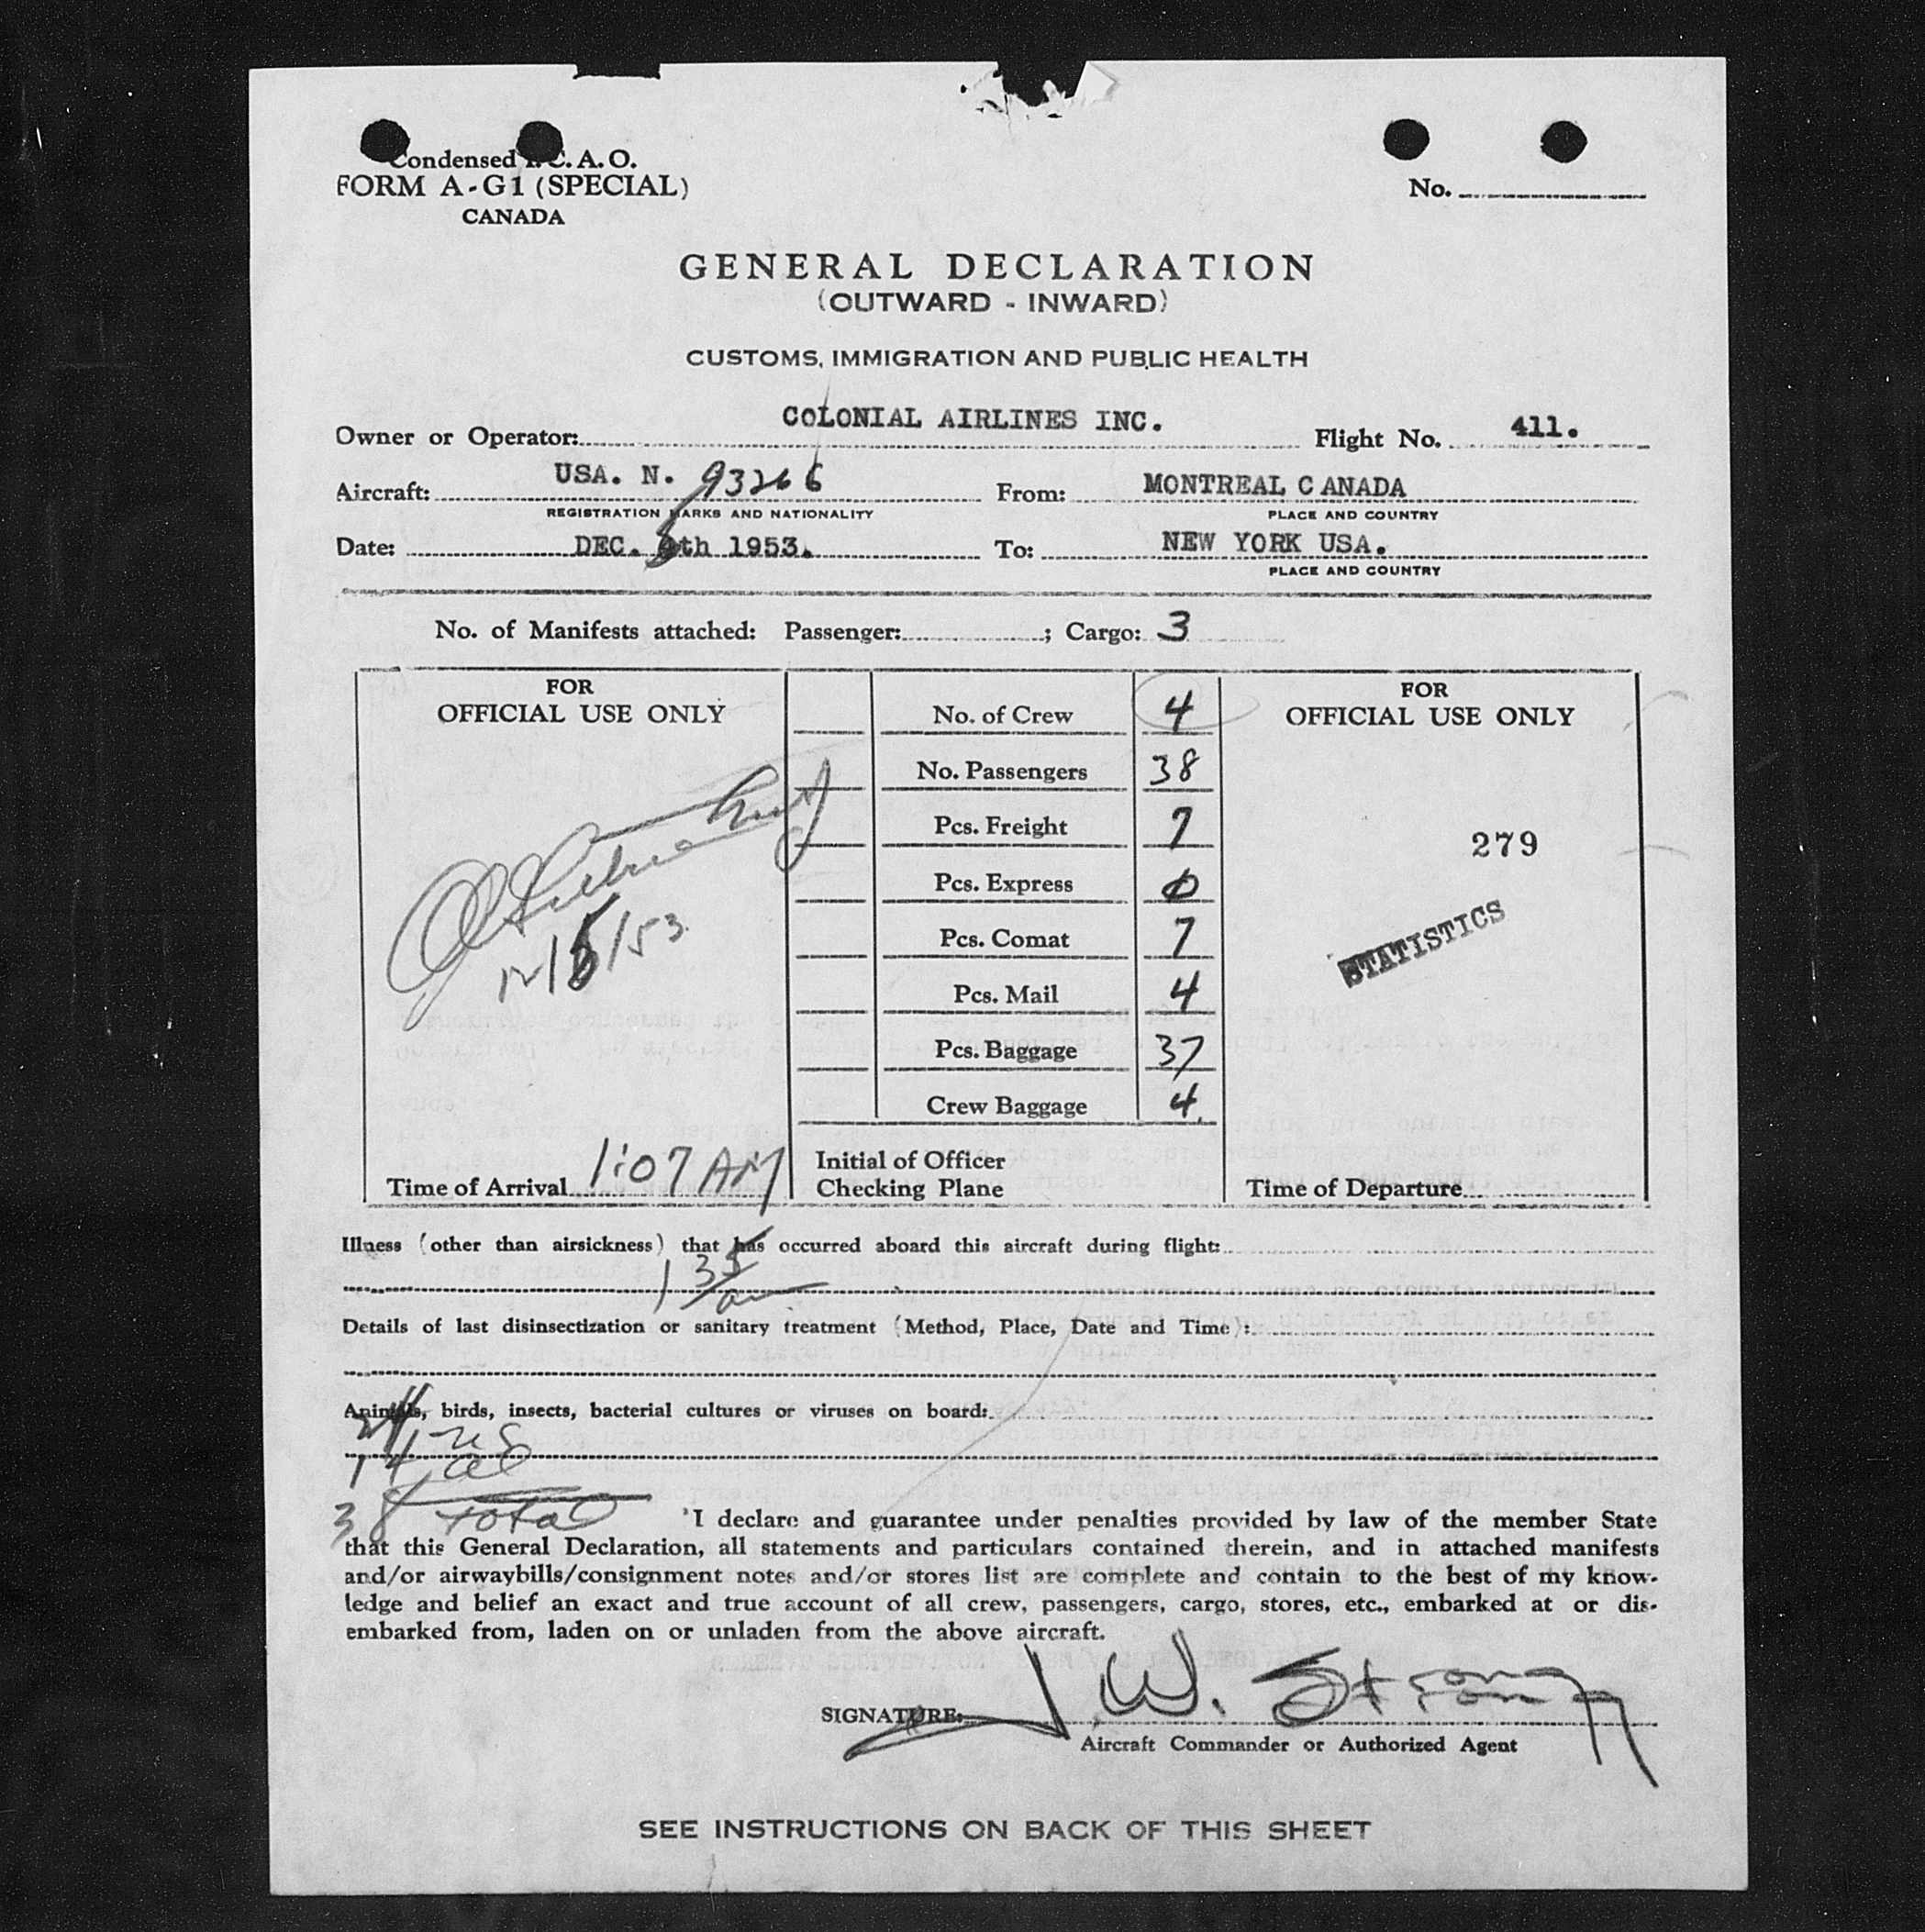 Condensed I. C. A. O.
FORM A-G1 (SPECIAL)
CANADA
No.
GENERAL DECLARATION
(OUTWARD - INWARD)
CUSTOMS, IMMIGRATION AND PUBLIC HEALTH
Owner or Operator: COLONIAL AIRLINES INC. Flight No. 411.
Aircraft: USA. N. 93266 From: MONTREAL CANADA
REGISTRATION MARKS AND NATIONALITY PLACE AND COUNTRY
Date: DEC. th 1953. To: NEW YORK USA.
PLACE AND COUNTRY
No. of Manifests attached: Passenger: ; Cargo: 3
FOR
OFFICIAL USE ONLY
No. of Crew 4
FOR
OFFICIAL USE ONLY
No. Passengers 38
Pcs. Freight 7
279
Pcs. Express 0
Pcs. Comat 7
STATISTICS
12/5/53
Pcs. Mail 4
Pcs. Baggage 37
Crew Baggage 4.
Time of Arrival 1:07 AM
Initial of Officer
Checking Plane
Time of Departure
Illness (other than airsickness) that has occurred aboard this aircraft during flight:
1 35
Details of last disinsectization or sanitary treatment (Method, Place, Date and Time):
Animals, birds, insects, bacterial cultures or viruses on board:
24 US
14 al
38 total
'I declare and guarantee under penalties provided by law of the member State
that this General Declaration, all statements and particulars contained therein, and in attached manifests
and/or airwaybills/consignment notes and/or stores list are complete and contain to the best of my know-
ledge and belief an exact and true account of all crew, passengers, cargo, stores, etc., embarked at or dis-
embarked from, laden on or unladen from the above aircraft.
SIGNATURE: J W. Strong
Aircraft Commander or Authorized Agent
SEE INSTRUCTIONS ON BACK OF THIS SHEET